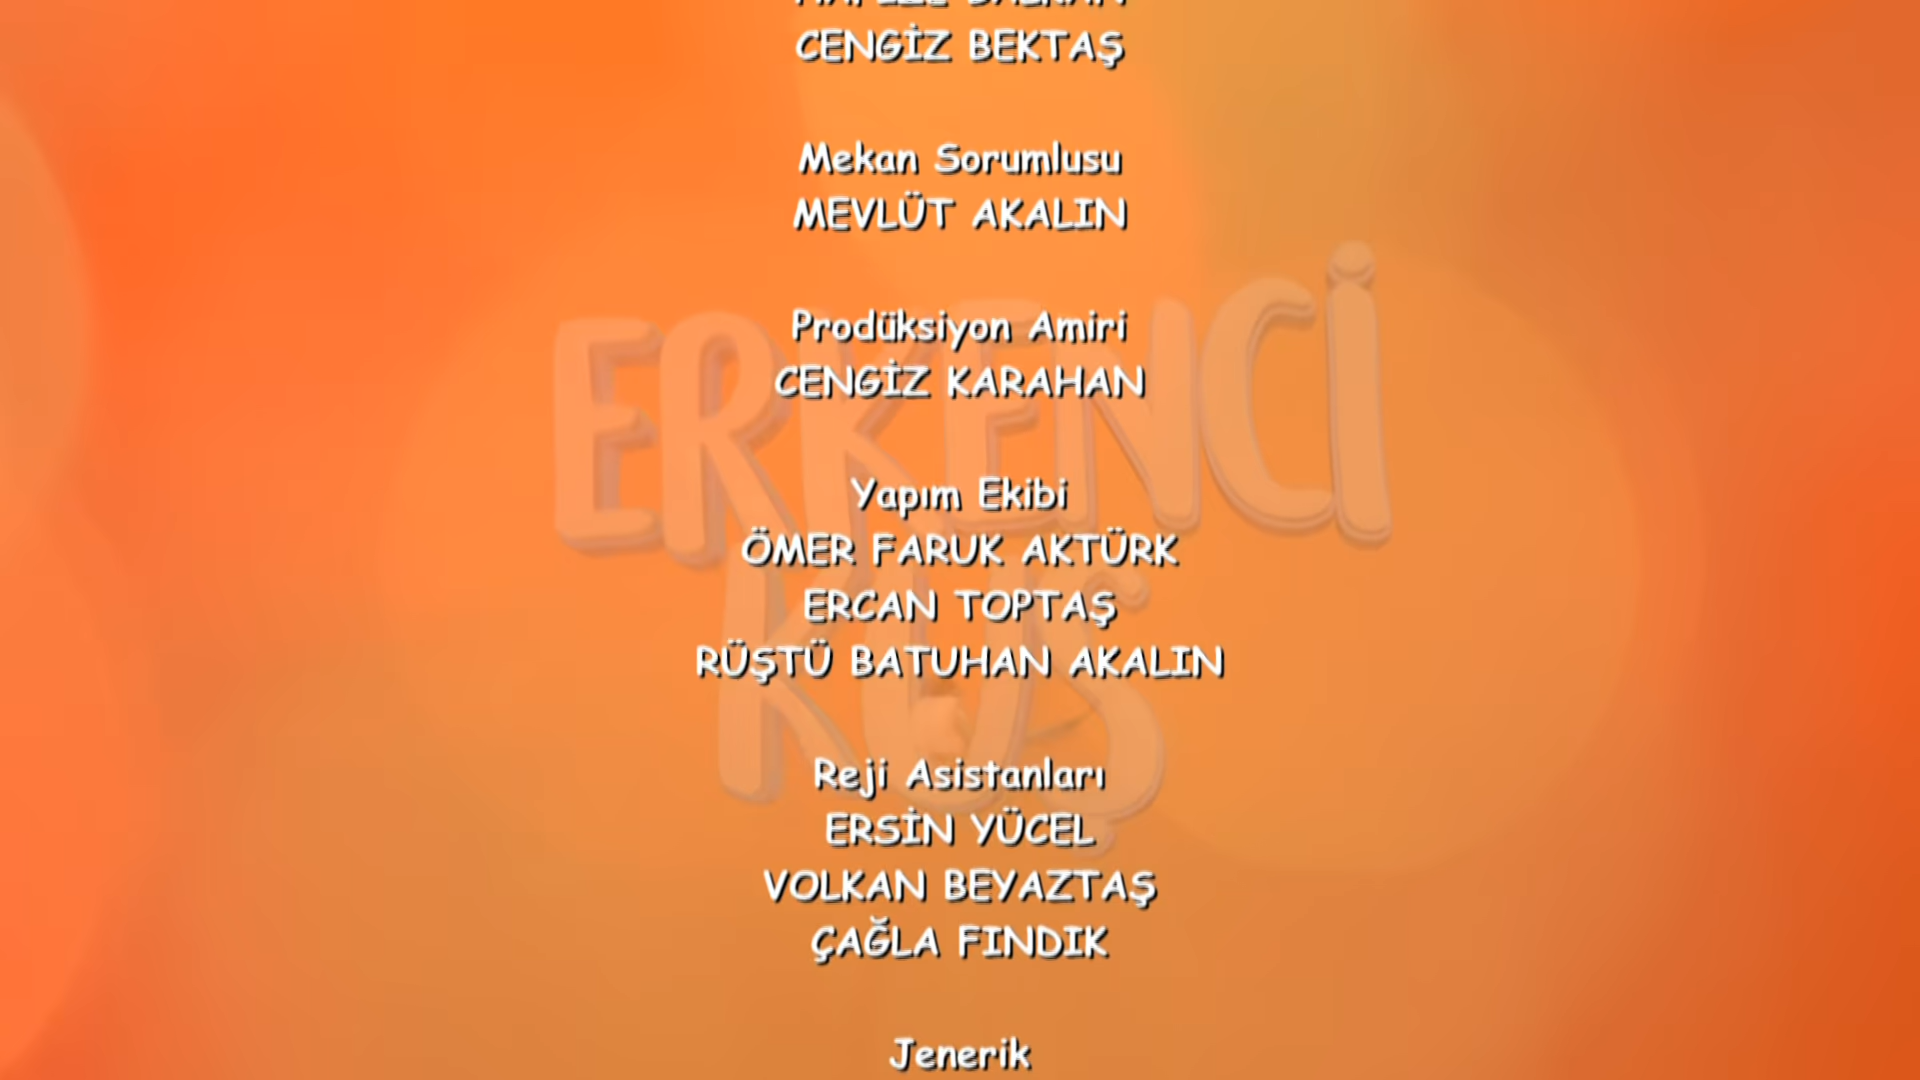 CENGİZ BEKTAŞ
Mekan Sorumlusu
MEVLÜT AKALIN
Prodüksiyon Amiri
CENGİZ KARAHAN
ERKENCİ
KUŞ
Yapım Ekibi
ÖMER FARUK AKTÜRK
ERCAN TOPTAŞ
RÜŞTÜ BATUHAN AKALIN
Reji Asistanları
ERSİN YÜCEL
VOLKAN BEYAZTAŞ
ÇAĞLA FINDIK
Jenerik